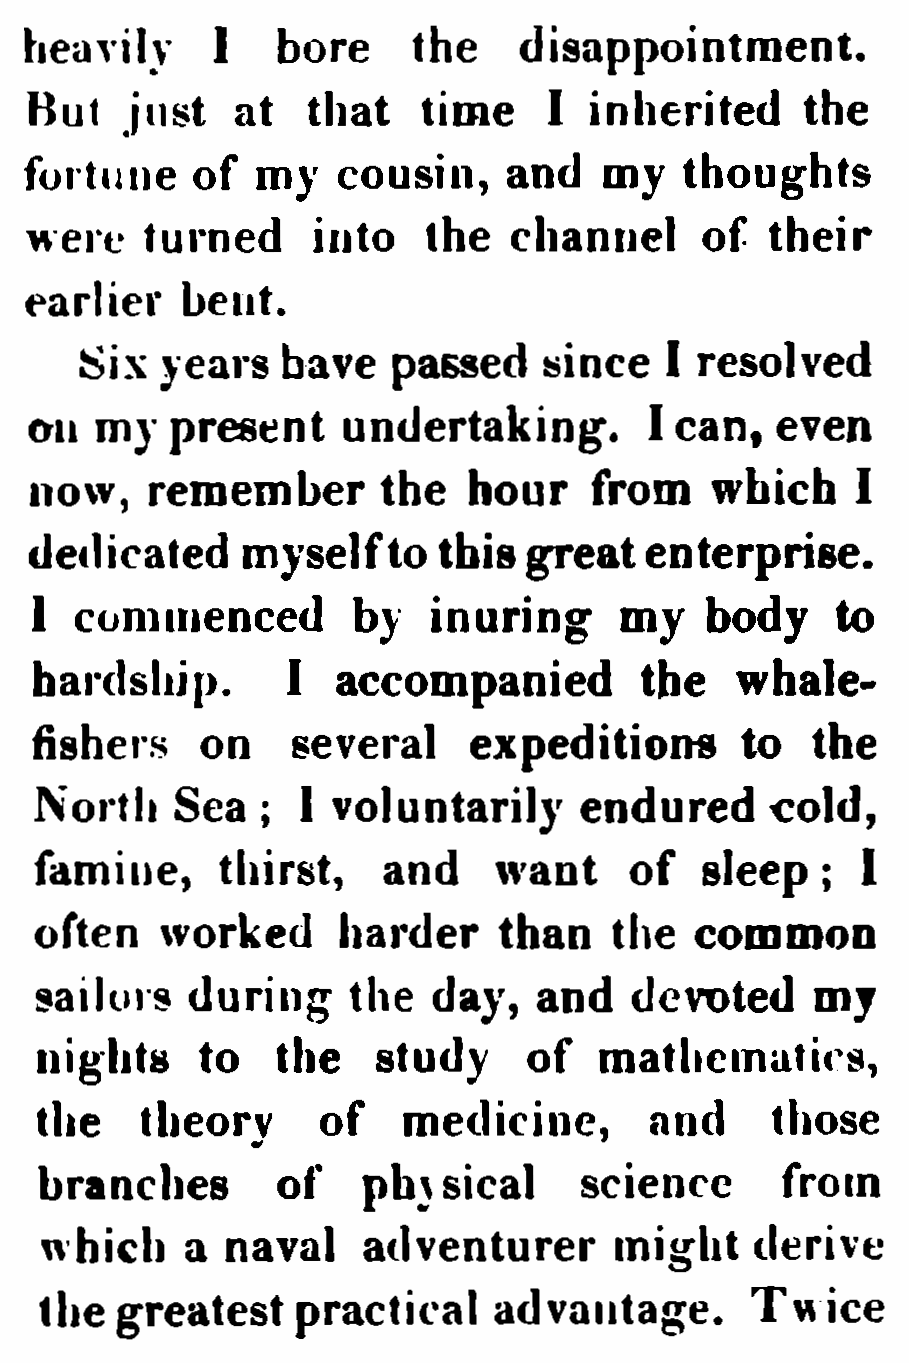 heavily I bore the disappointment.
But just at that time I inherited the
fortune of my cousin, and my thoughts
were turned into the channel of their
earlier bent.
Six years have passed since I resolved
on my present undertaking. I can, even
now, remember the hour from which I
dedicated myself to this great enterprise.
I commenced by inuring my body to
hardship. I accompanied the whale-
fishers on several expeditions to the
North Sea ; I voluntarily endured cold,
famine, thirst, and want of sleep ; I
often worked harder than the common
sailors during the day, and devoted my
nights to the study of mathematics,
the theory of medicine, and those
branches of physical science from
which a naval adventurer might derive
the greatest practical advantage. Twice